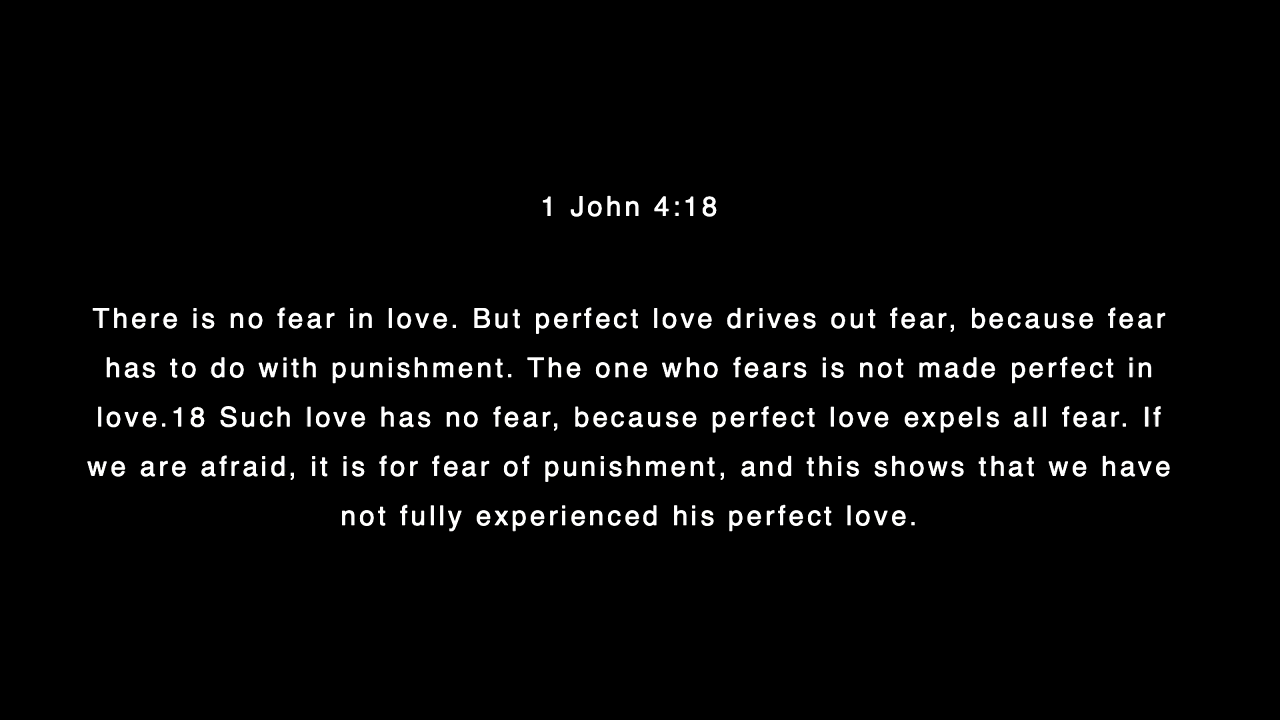 1 John 4:18
There is no fear in love. But perfect love drives out fear, because fear
has to do with punishment. The one who fears is not made perfect in
love.18 Such love has no fear, because perfect love expels all fear. If
we are afraid, it is for fear of punishment, and this shows that we have
not fully experienced his perfect love.